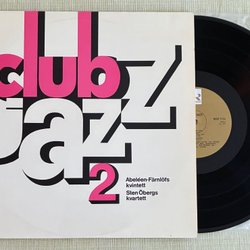 club
jazz
2
Abeléen-Färnlöfs
kvintett
Sten Öbergs
kvartett